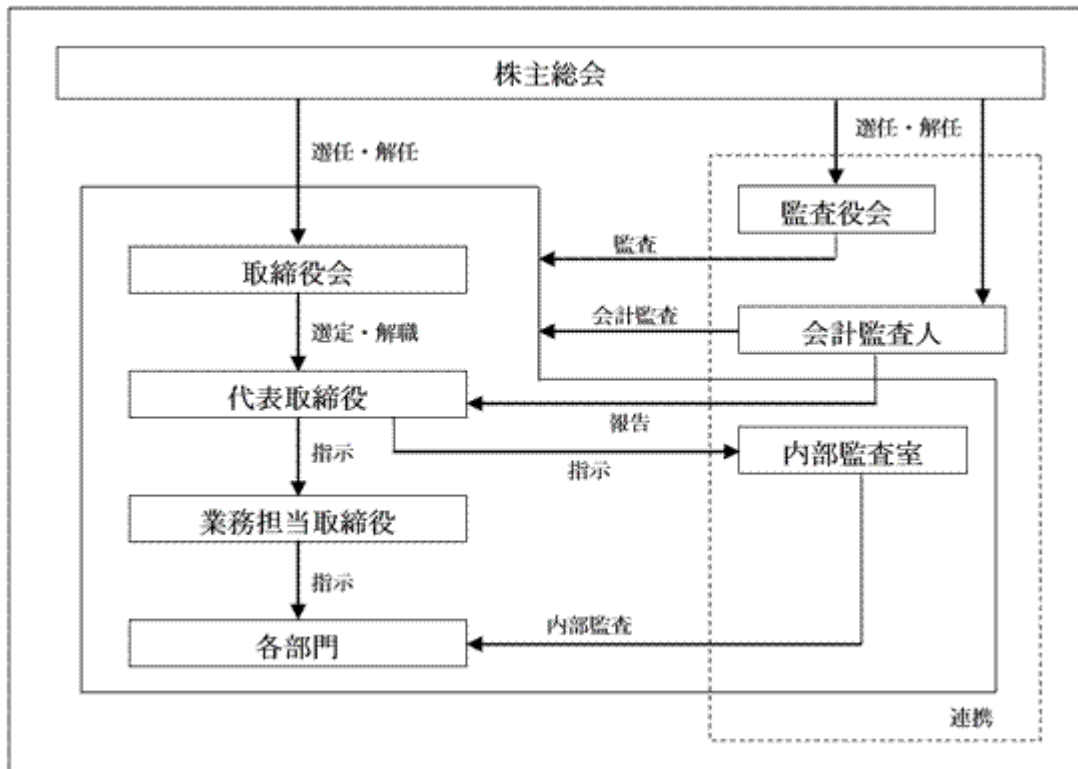 株主総会
選任・解任
選任・解任
監査役会
監査
取締役会
会計監査
会計監査人
選定・解職
代表取締役
報告
指示
指示
内部監査室
業務担当取締役
指示
内部監査
各部門
連携